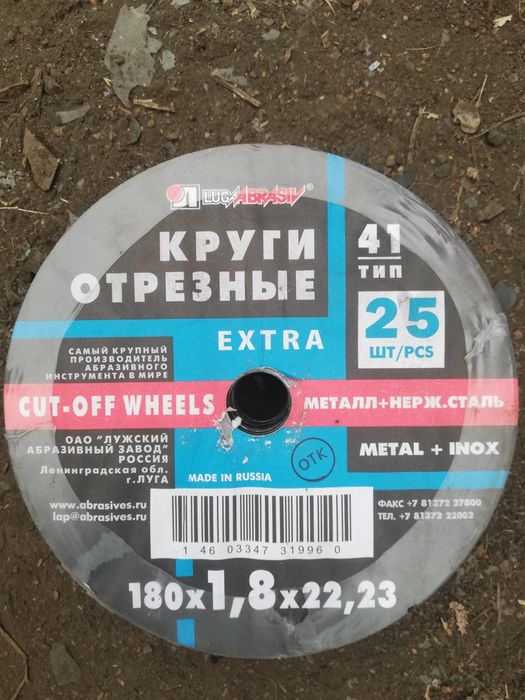 LUGAABRASIV®
КРУГИ
ОТРЕЗНЫЕ
41
ТИП
25
ШТ/PCS
EXTRA
САМЫЙ КРУПНЫЙ
ПРОИЗВОДИТЕЛЬ
АБРАЗИВНОГО
ИНСТРУМЕНТА В МИРЕ
CUT-OFF WHEELS
МЕТАЛЛ+НЕРЖ.СТАЛЬ
ОАО "ЛУЖСКИЙ
АБРАЗИВНЫЙ ЗАВОД"
РОССИЯ
Ленинградская обл.
г.ЛУГА
METAL + INOX
ОТК
MADE IN RUSSIA
www.abrasives.ru
lap@abrasives.ru
ФАКС +7 81372 27800
ТЕЛ. +7 81372 22002
1 46 03347 31996 0
180x1,8x22,23